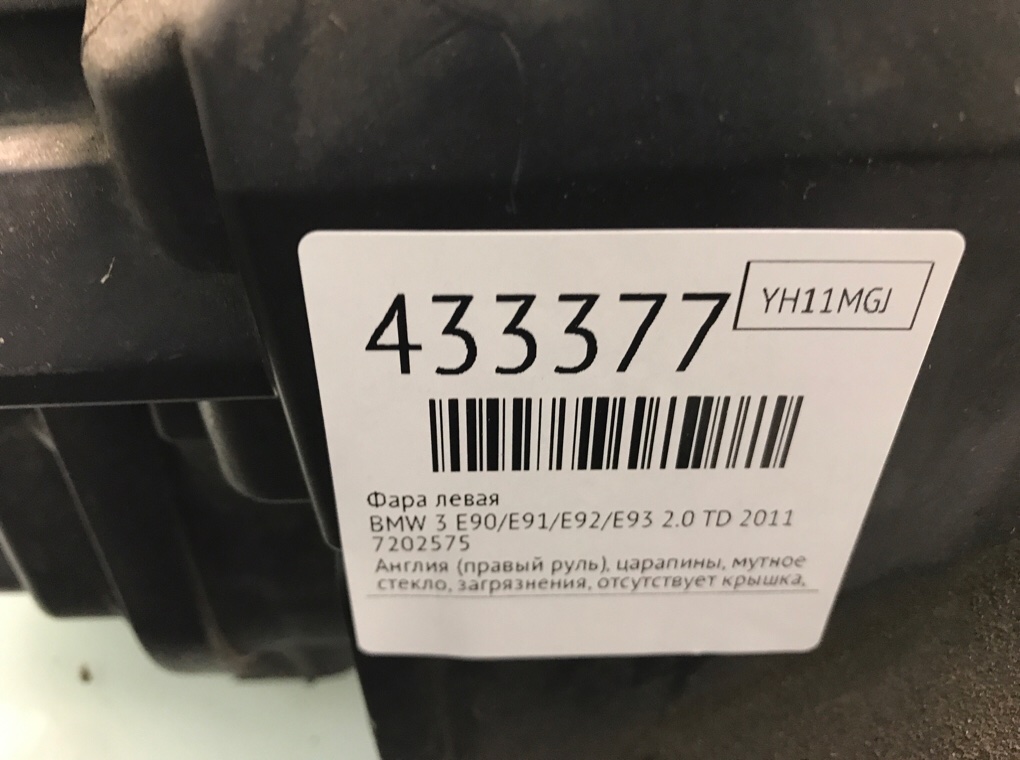 433377
YH11MGJ
Фара левая
BMW 3 E90/E91/E92/E93 2.0 TD 2011
7202575
Англия (правый руль), царапины, мутное
стекло, загрязнения, отсутствует крышка,